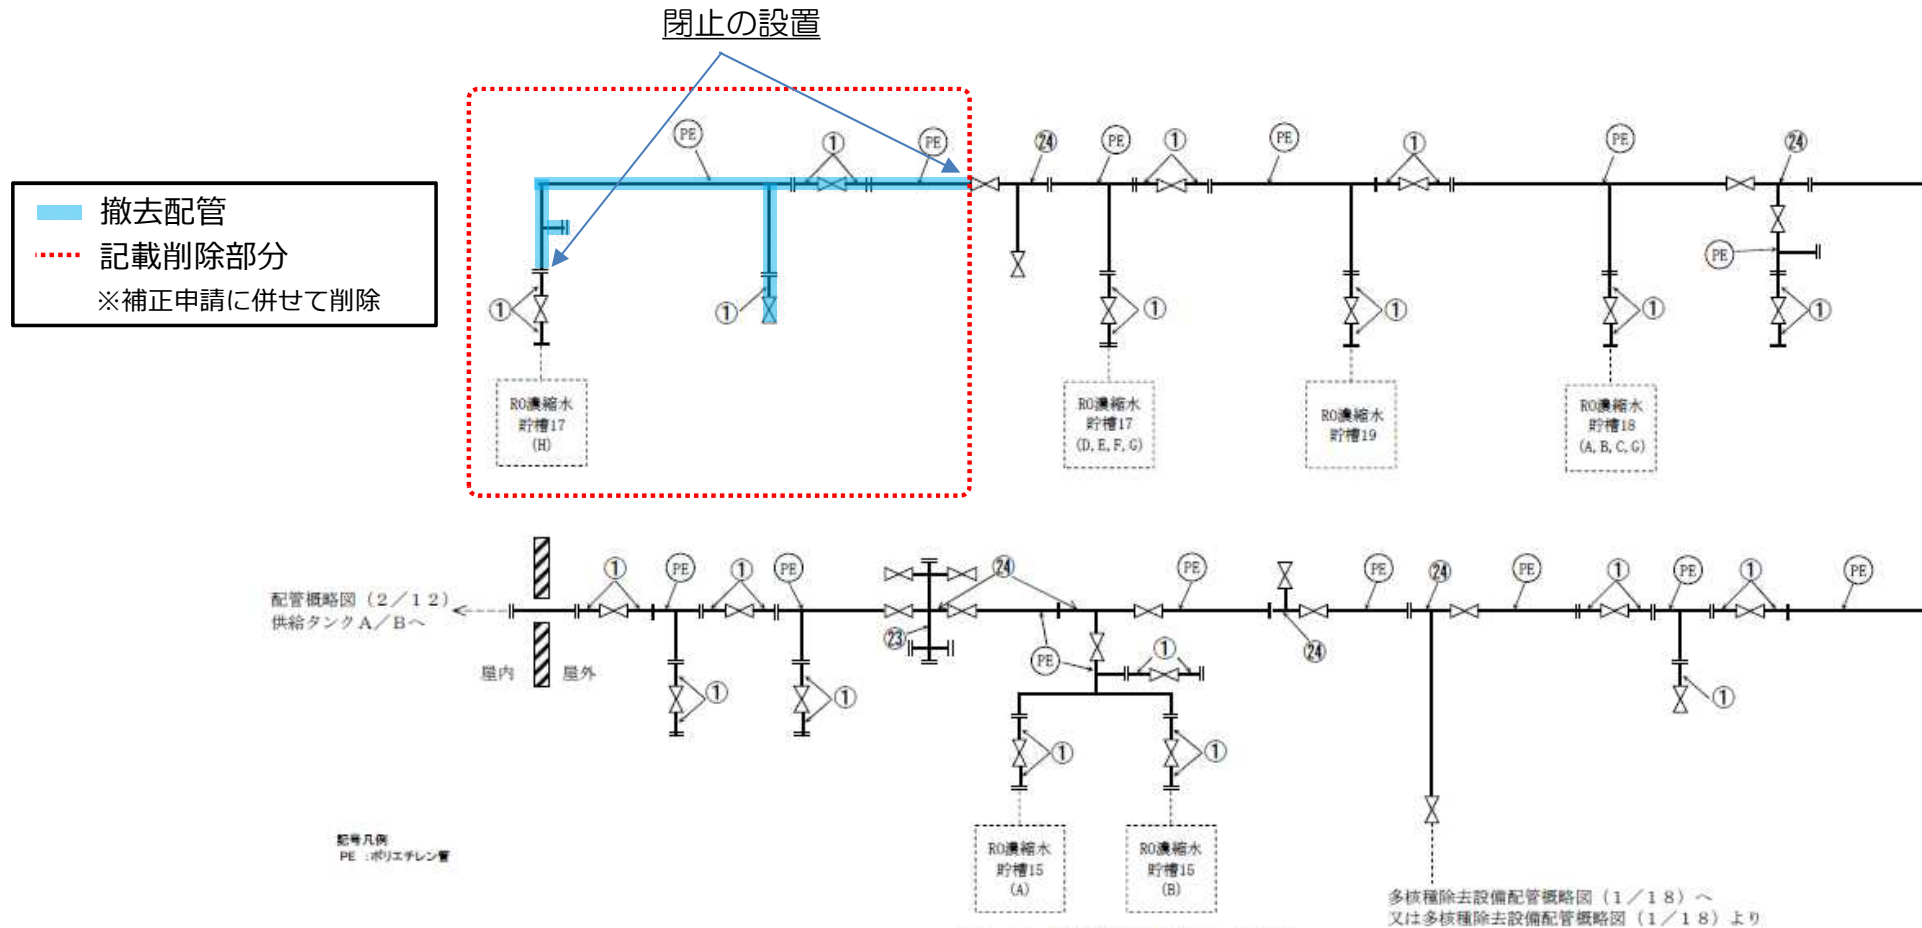 閉止の設置
撤去配管
記載削除部分
※補正申請に併せて削除
PE
①
PE
㉔
PE
①
PE
①
PE
㉔
PE
①
①
①
①
①
①
RO濃縮水
貯槽17
(H)
RO濃縮水
貯槽17
(D, E, F, G)
RO濃縮水
貯槽19
RO濃縮水
貯槽18
(A, B, C, G)
配管概略図(2/12)
供給タンクA/Bへ
屋内
屋外
①
PE
①
PE
㉔
PE
PE
㉔
PE
①
PE
①
PE
㉓
PE
①
㉔
①
①
①
①
①
RO濃縮水
貯槽15
(A)
RO濃縮水
貯槽15
(B)
記号凡例
PE :ポリエチレン管
多核種除去設備配管概略図(1/18)へ
又は多核種除去設備配管概略図(1/18)より